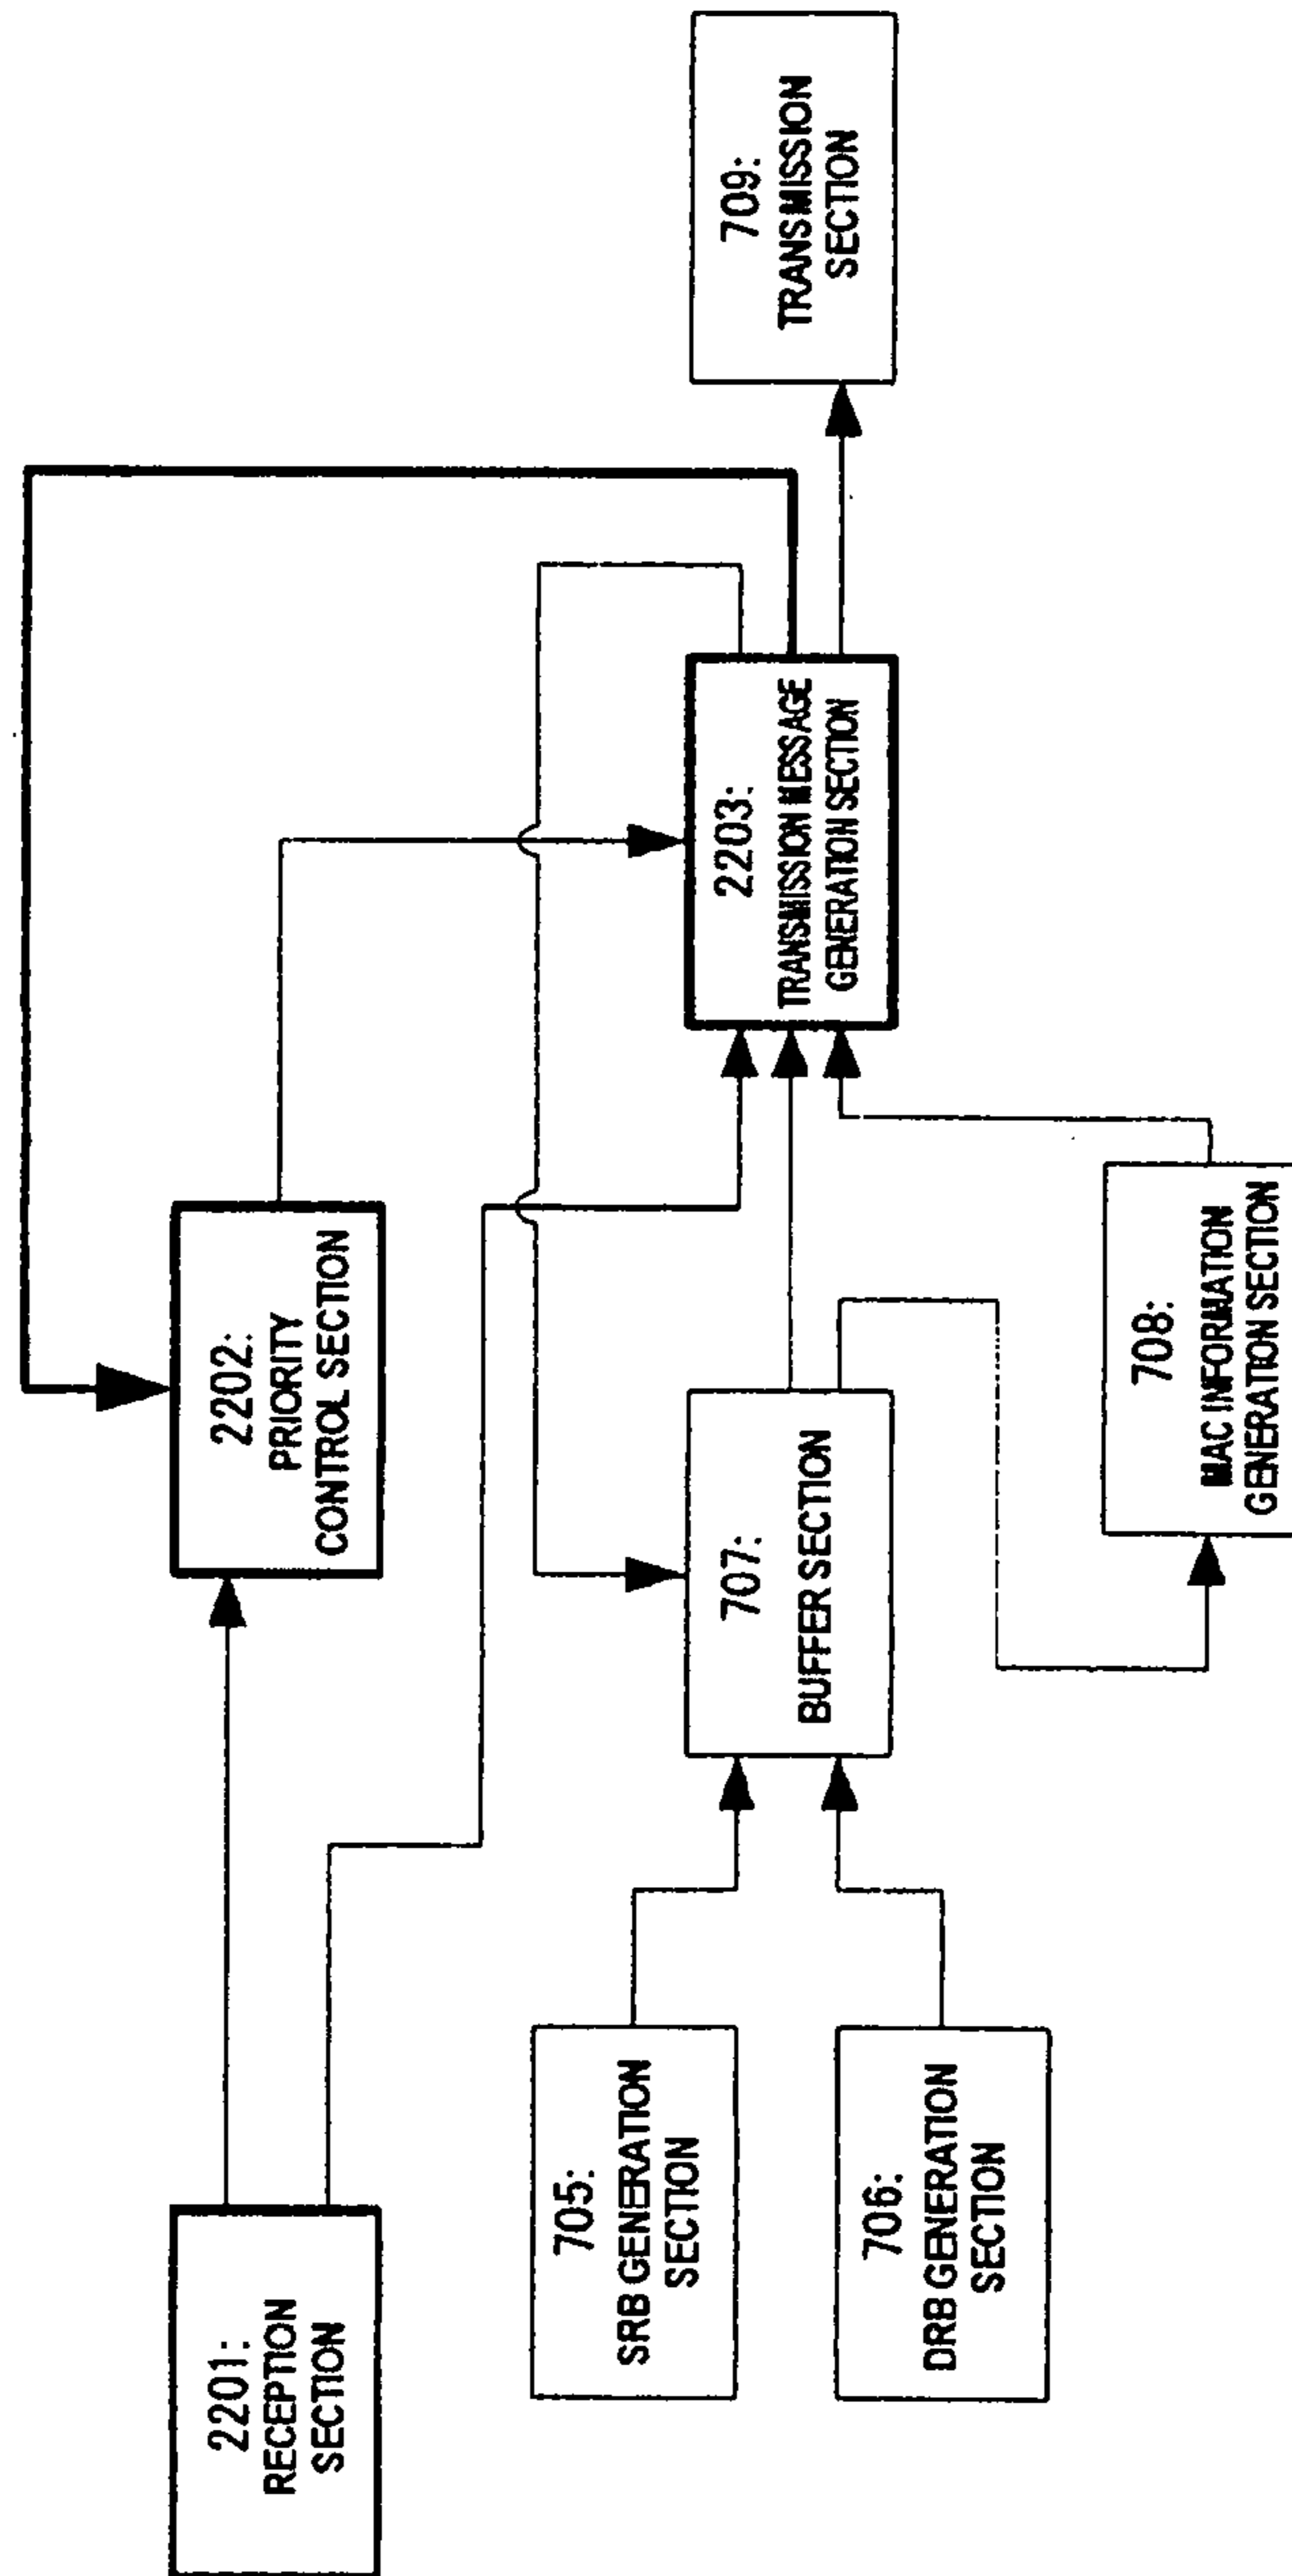 2201:
RECEPTION
SECTION
2202:
PRIORITY
CONTROL SECTION
705:
SRB GENERATION
SECTION
706:
DRB GENERATION
SECTION
707:
BUFFER SECTION
708:
MAC INFORMATION
GENERATION SECTION
2203:
TRANSMISSION MESSAGE
GENERATION SECTION
709:
TRANSMISSION
SECTION